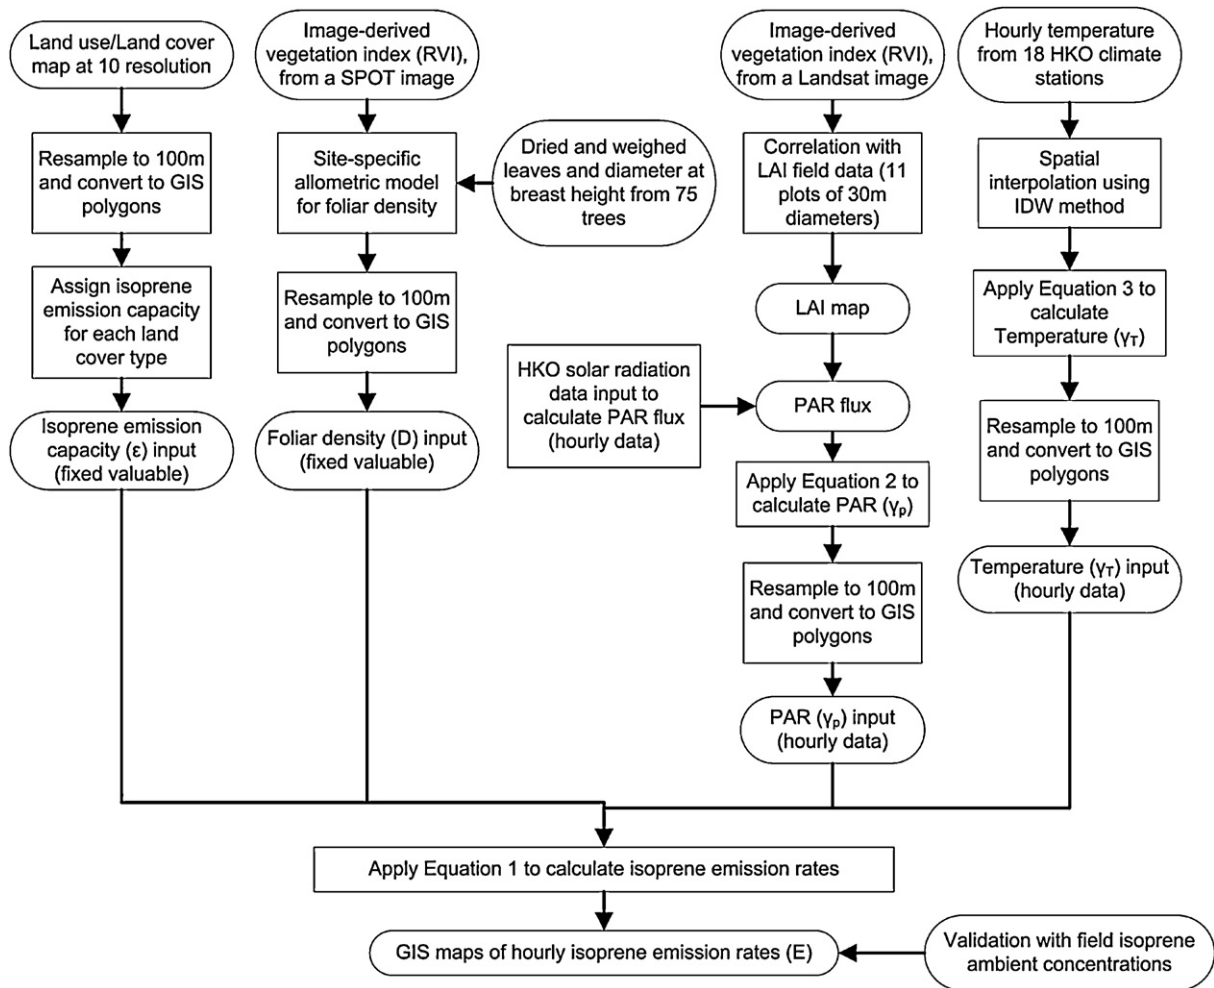 Land use/Land cover
map at 10 resolution
Resample to 100m
and convert to GIS
polygons
Assign isoprene
emission capacity
for each land
cover type
Isoprene emission
capacity (ε) input
(fixed valuable)
Image-derived
vegetation index (RVI),
from a SPOT image
Site-specific
allometric model
for foliar density
Dried and weighed
leaves and diameter at
breast height from 75
trees
Resample to 100m
and convert to GIS
polygons
Foliar density (D) input
(fixed valuable)
Image-derived
vegetation index (RVI),
from a Landsat image
Correlation with
LAI field data (11
plots of 30m
diameters)
LAI map
HKO solar radiation
data input to
calculate PAR flux
(hourly data)
PAR flux
Apply Equation 2 to
calculate PAR (γp)
Resample to 100m
and convert to GIS
polygons
PAR (γp) input
(hourly data)
Hourly temperature
from 18 HKO climate
stations
Spatial
interpolation using
IDW method
Apply Equation 3 to
calculate
Temperature (γT)
Resample to 100m
and convert to GIS
polygons
Temperature (γT) input
(hourly data)
Apply Equation 1 to calculate isoprene emission rates
GIS maps of hourly isoprene emission rates (E)
Validation with field isoprene
ambient concentrations